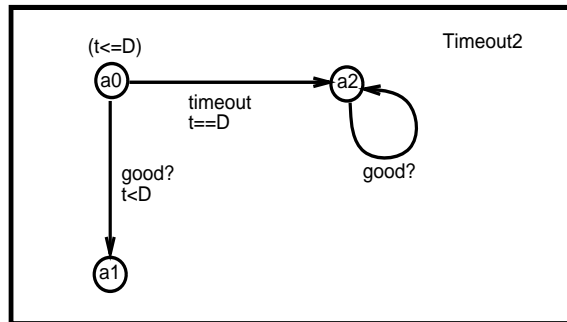 (t<=D)
Timeout2
a0
a2
timeout
t==D
good?
t<D
good?
a1